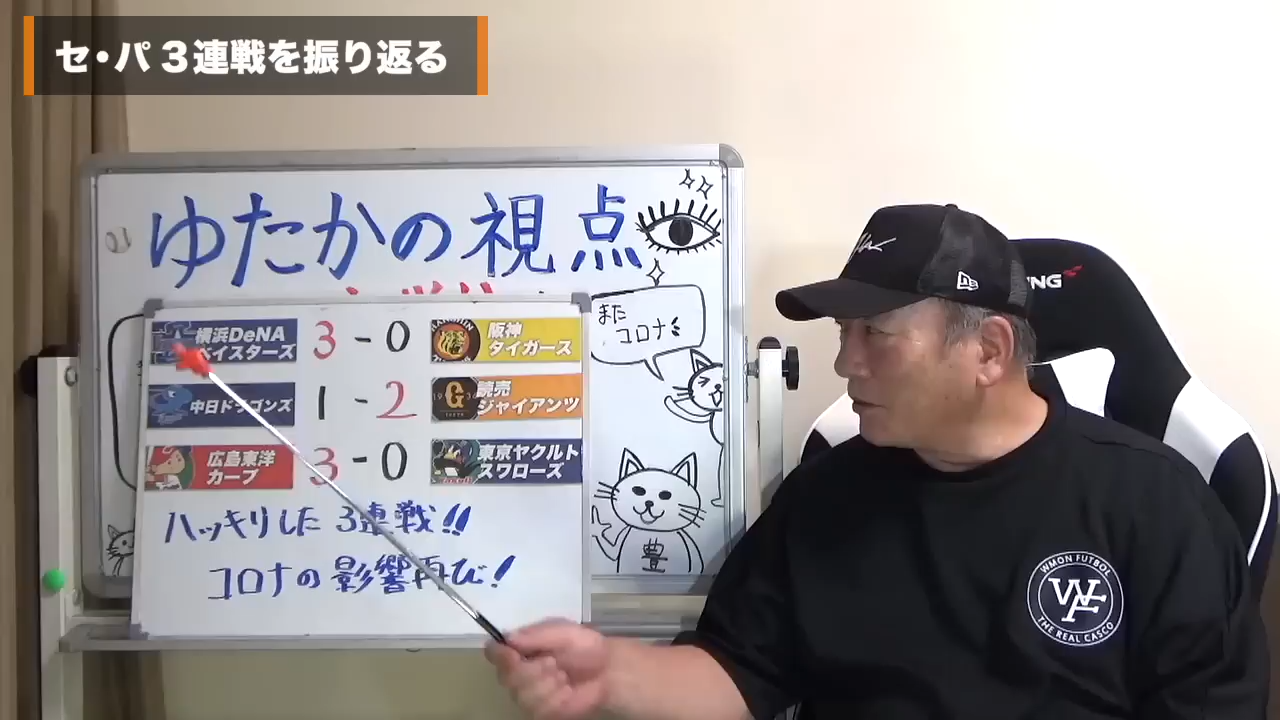 セ・パ３連戦を振り返る
ゆたかの視点
また
コロナ
横浜DeNA
ベイスターズ
3 - 0
阪神
タイガース
中日ドラゴンズ
1 - 2
G
読売
ジャイアンツ
広島東洋
カープ
3 - 0
東京ヤクルト
スワローズ
ハッキリした 3連戦!!
コロナの影響再び!
豊
NG
WMON FUTBOL
WF
THE REAL CASCO